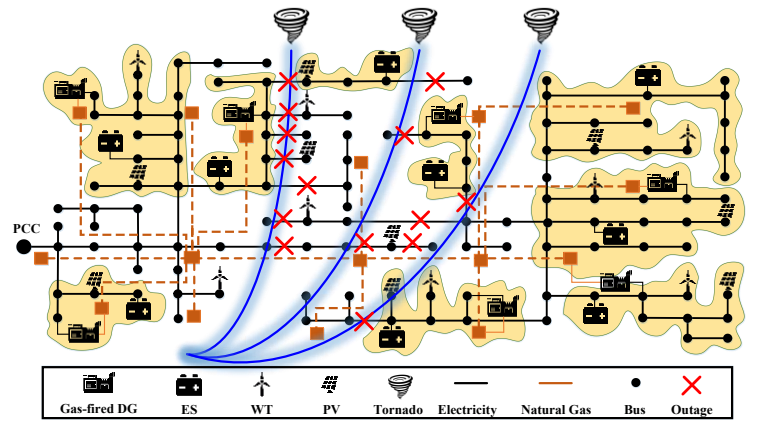 PCC
Gas-fired DG
ES
WT
PV
Tornado
Electricity
Natural Gas
Bus
Outage